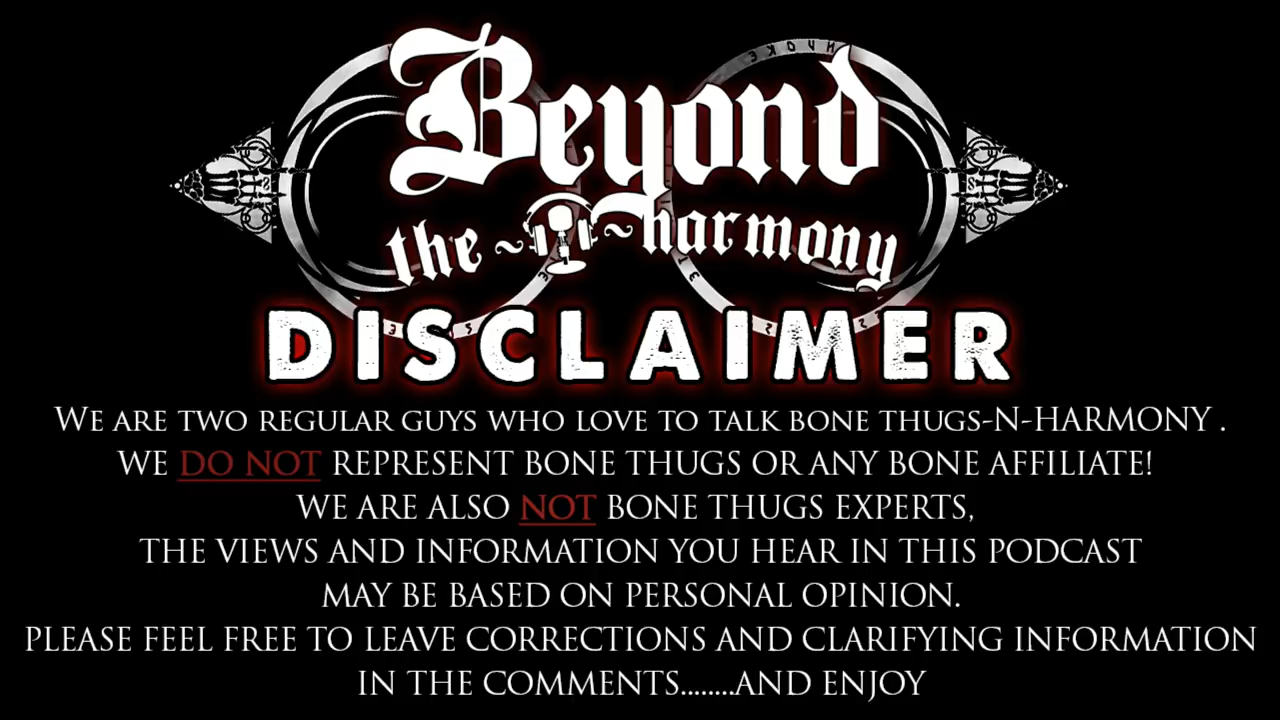 Beyond
the ~ ~ harmony
DISCLAIMER
WE ARE TWO REGULAR GUYS WHO LOVE TO TALK BONE THUGS-N-HARMONY .
WE DO NOT REPRESENT BONE THUGS OR ANY BONE AFFILIATE!
WE ARE ALSO NOT BONE THUGS EXPERTS,
THE VIEWS AND INFORMATION YOU HEAR IN THIS PODCAST
MAY BE BASED ON PERSONAL OPINION.
PLEASE FEEL FREE TO LEAVE CORRECTIONS AND CLARIFYING INFORMATION
IN THE COMMENTS........AND ENJOY